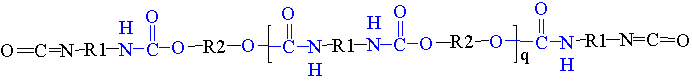 H O O H O
O=C=N-R1-N-C-O-R2-O-[C-N-R1-N-C-O-R2-O-]q C-N-R1-N=C=O
H H